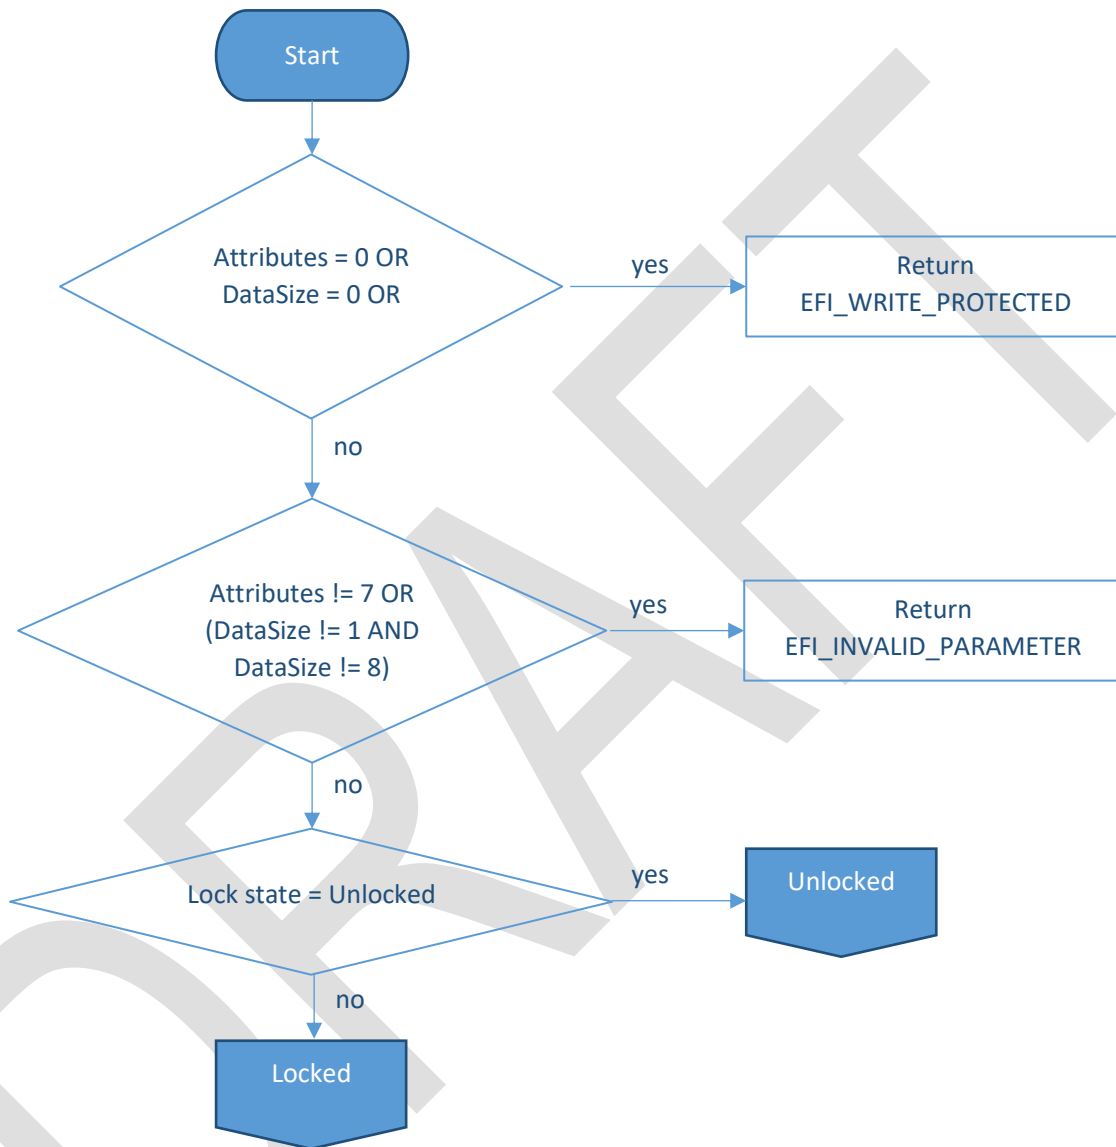 Start
Attributes = 0 OR
DataSize = 0 OR
yes
Return
EFI_WRITE_PROTECTED
no
Attributes != 7 OR
(DataSize != 1 AND
DataSize != 8)
yes
Return
EFI_INVALID_PARAMETER
no
Lock state = Unlocked
yes
Unlocked
no
Locked
DRAFT